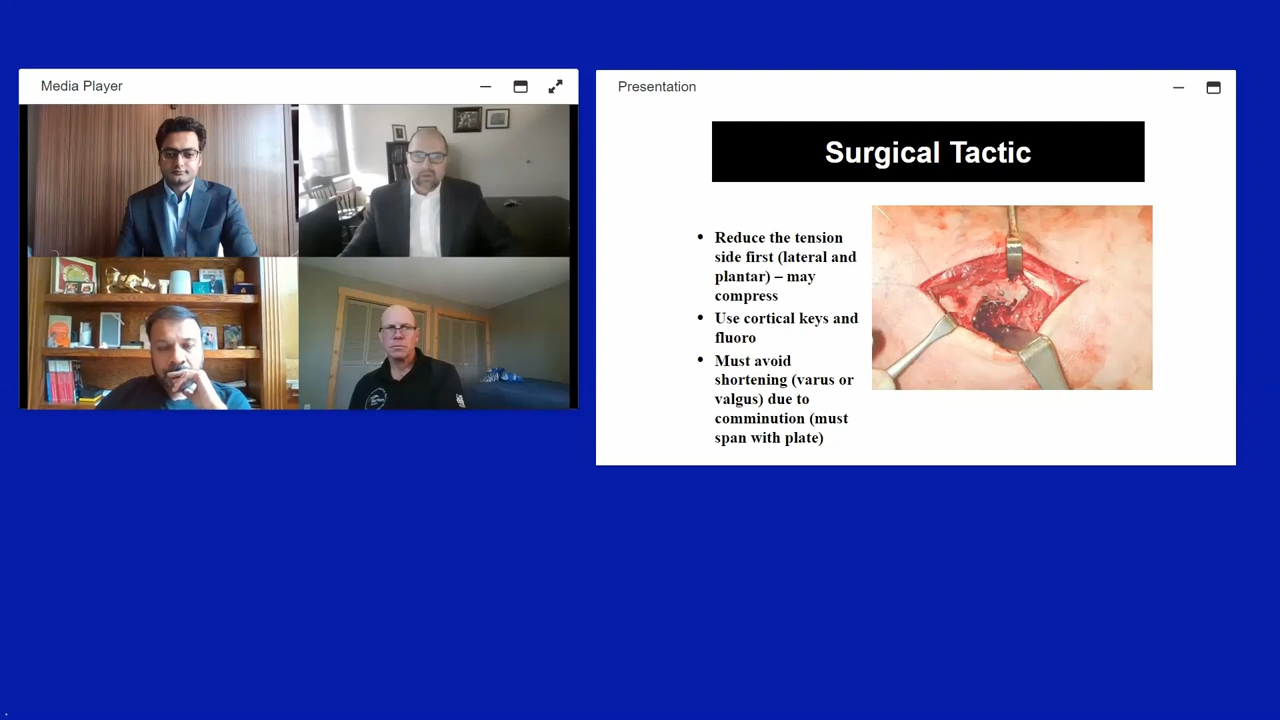 Media Player
Presentation
Surgical Tactic
• Reduce the tension
side first (lateral and
plantar) – may
compress
• Use cortical keys and
fluoro
• Must avoid
shortening (varus or
valgus) due to
comminution (must
span with plate)